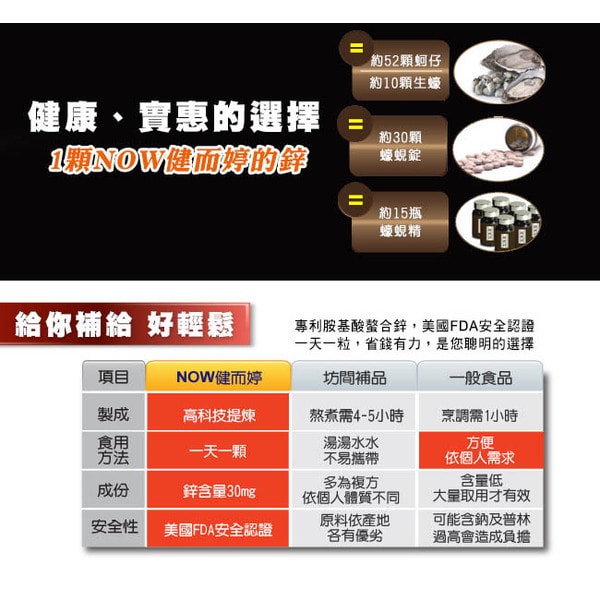 健康、實惠的選擇
1顆NOW健而婷的鋅
=
約52顆蚵仔
約10顆生蠔
=
約30顆
蠔蜆錠
=
約15瓶
蠔蜆精
給你補給 好輕鬆
專利胺基酸螯合鋅，美國FDA安全認證
一天一粒，省錢有力，是您聰明的選擇
項目 NOW健而婷 坊間補品 一般食品
製成 高科技提煉 熬煮需4-5小時 烹調需1小時
食用
方法
一天一顆
湯湯水水
不易攜帶
方便
依個人需求
成份 鋅含量30mg
多為複方
依個人體質不同
含量低
大量取用才有效
安全性 美國FDA安全認證
原料依產地
各有優劣
可能含鈉及普林
過高會造成負擔